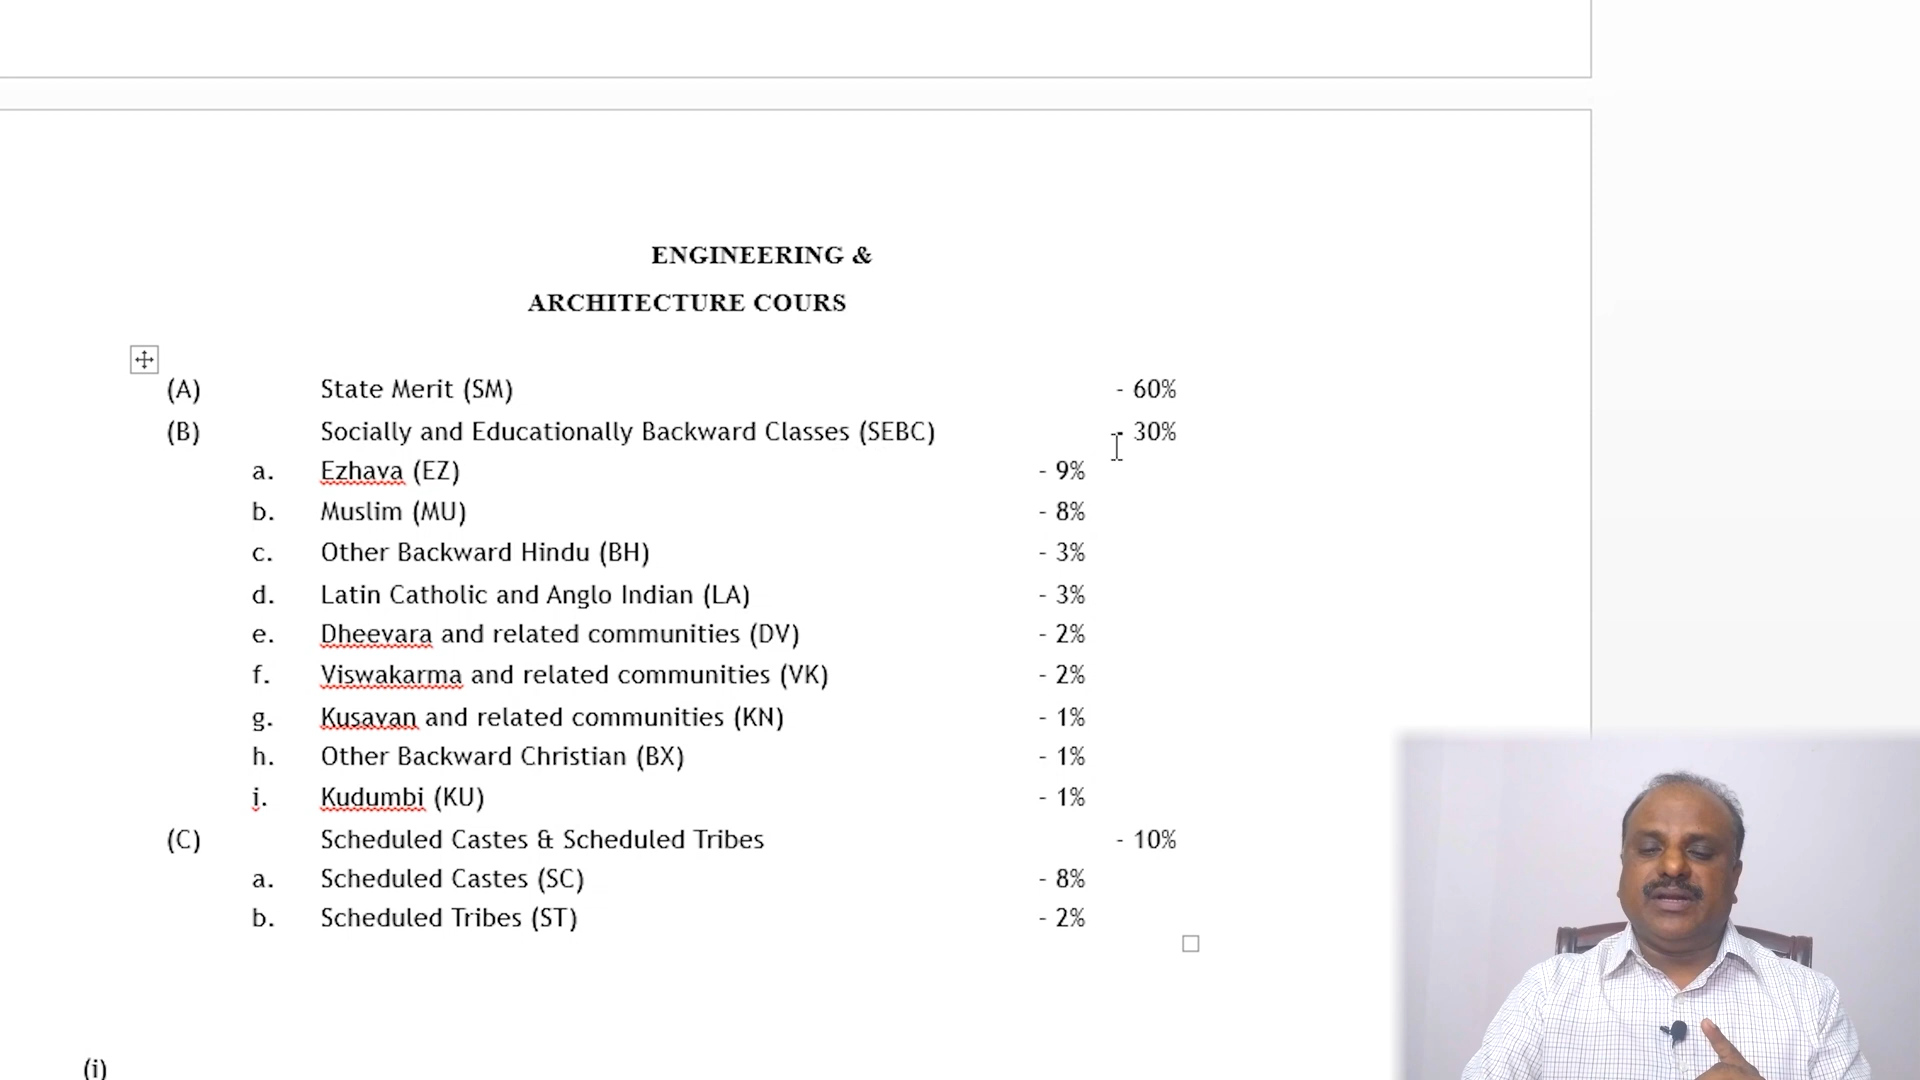 ENGINEERING &
ARCHITECTURE COURS
(A) State Merit (SM) - 60%
(B) Socially and Educationally Backward Classes (SEBC) - 30%
a. Ezhava (EZ) - 9%
b. Muslim (MU) - 8%
c. Other Backward Hindu (BH) - 3%
d. Latin Catholic and Anglo Indian (LA) - 3%
e. Dheevara and related communities (DV) - 2%
f. Viswakarma and related communities (VK) - 2%
g. Kusavan and related communities (KN) - 1%
h. Other Backward Christian (BX) - 1%
i. Kudumbi (KU) - 1%
(C) Scheduled Castes & Scheduled Tribes - 10%
a. Scheduled Castes (SC) - 8%
b. Scheduled Tribes (ST) - 2%
(i)